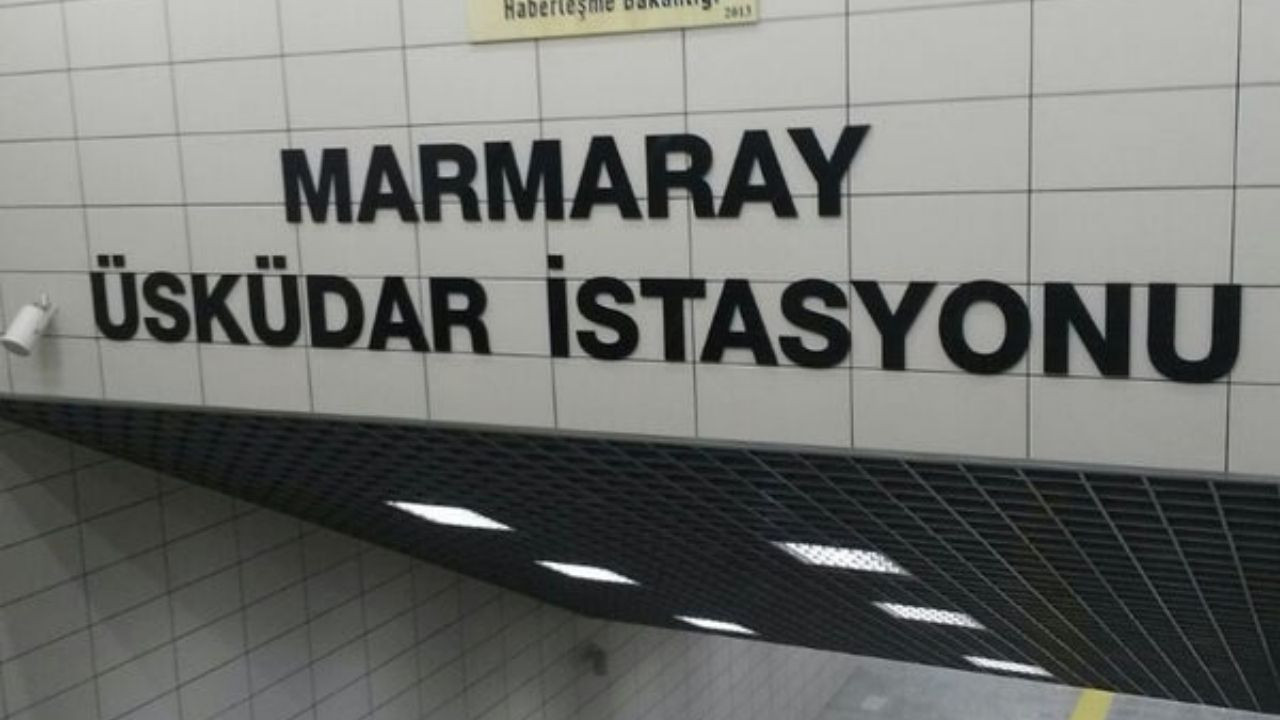 Haberleşme Bakanlığı
2013
MARMARAY
ÜSKÜDAR İSTASYONU